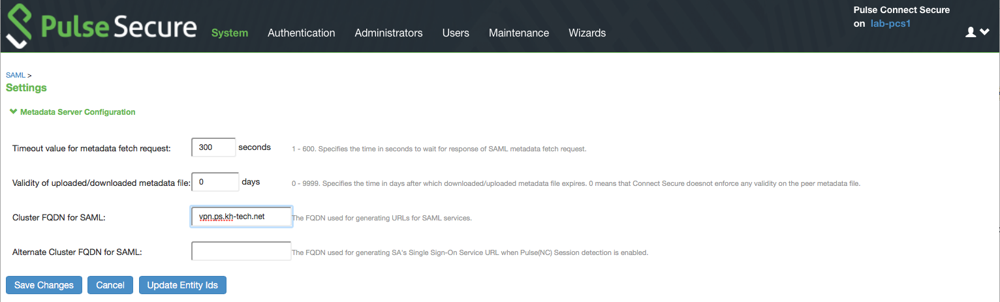 Pulse Secure
System Authentication Administrators Users Maintenance Wizards
Pulse Connect Secure
on lab-pcs1
SAML >
Settings
Metadata Server Configuration
Timeout value for metadata fetch request: 300 seconds 1 - 600. Specifies the time in seconds to wait for response of SAML metadata fetch request.
Validity of uploaded/downloaded metadata file: 0 days 0 - 9999. Specifies the time in days after which downloaded/uploaded metadata file expires. 0 means that Connect Secure doesnot enforce any validity on the peer metadata file.
Cluster FQDN for SAML: vpn.ps.kh-tech.net The FQDN used for generating URLs for SAML services.
Alternate Cluster FQDN for SAML: The FQDN used for generating SA's Single Sign-On Service URL when Pulse(NC) Session detection is enabled.
Save Changes Cancel Update Entity Ids